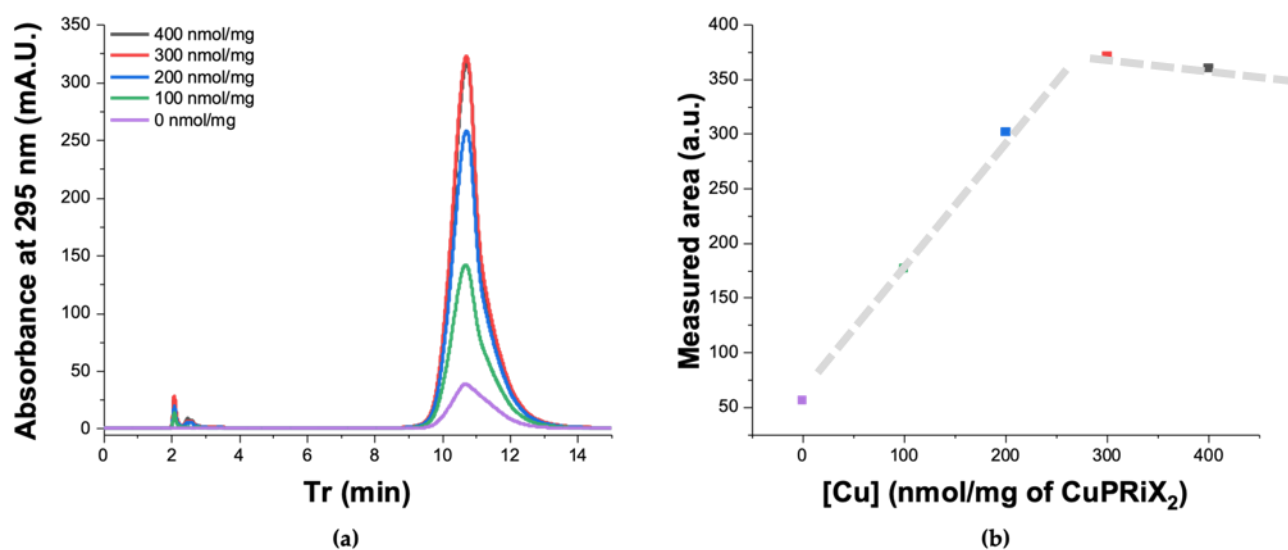 350
300
250
200
150
100
50
0
Absorbance at 295 nm (mA.U.)
400 nmol/mg
300 nmol/mg
200 nmol/mg
100 nmol/mg
0 nmol/mg
0 2 4 6 8 10 12 14
Tr (min)
(a)
400
350
300
250
200
150
100
50
Measured area (a.u.)
0 100 200 300 400
[Cu] (nmol/mg of CuPRiX₂)
(b)